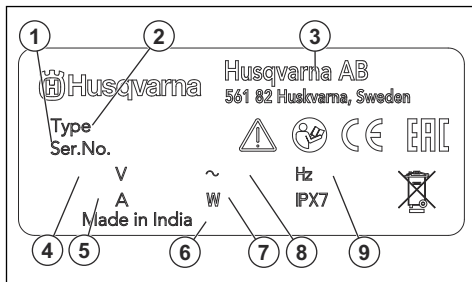 1 2 3
Husqvarna
Husqvarna AB
561 82 Huskvarna, Sweden
Type
Ser.No.
CE EAC
V ~ Hz
A W IPX7
Made in India
4 5 6 7 8 9